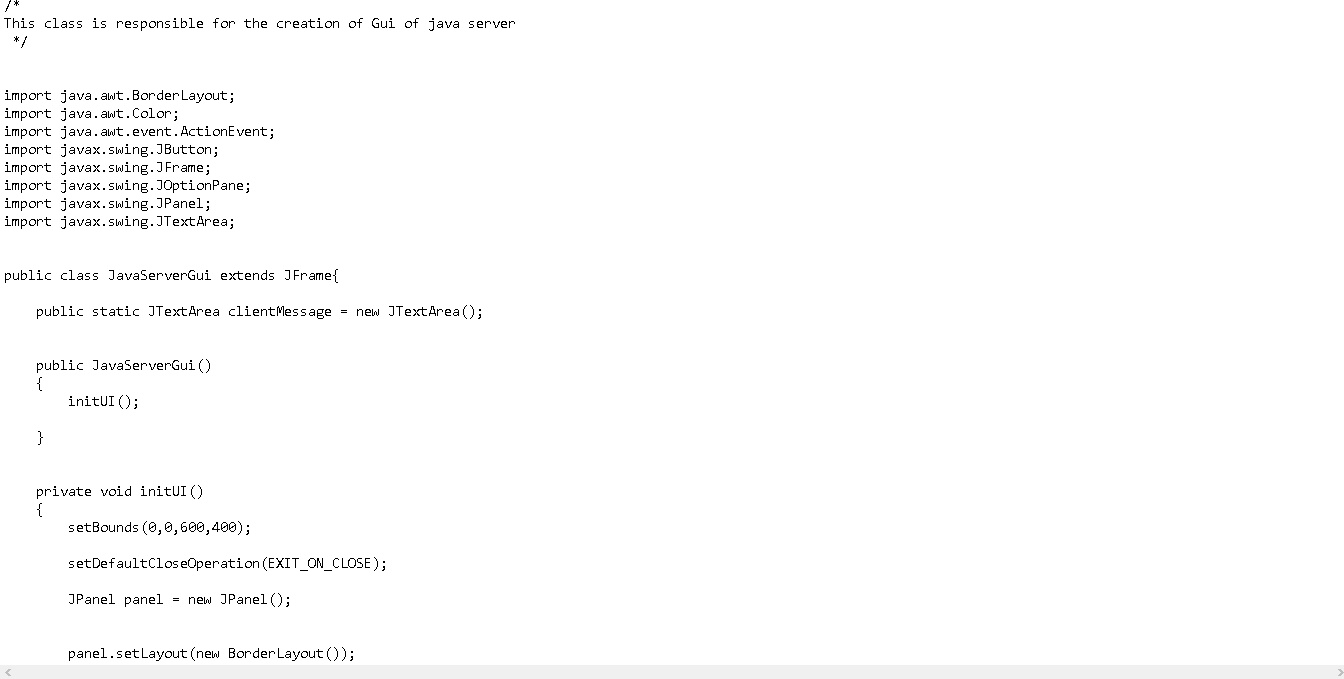 /*
This class is responsible for the creation of Gui of java server
 */
import java.awt.BorderLayout;
import java.awt.Color;
import java.awt.event.ActionEvent;
import javax.swing.JButton;
import javax.swing.JFrame;
import javax.swing.JOptionPane;
import javax.swing.JPanel;
import javax.swing.JTextArea;
public class JavaServerGui extends JFrame{
    public static JTextArea clientMessage = new JTextArea();
    public JavaServerGui()
    {
        initUI();
    }
    private void initUI()
    {
        setBounds(0,0,600,400);
        setDefaultCloseOperation(EXIT_ON_CLOSE);
        JPanel panel = new JPanel();
        panel.setLayout(new BorderLayout());